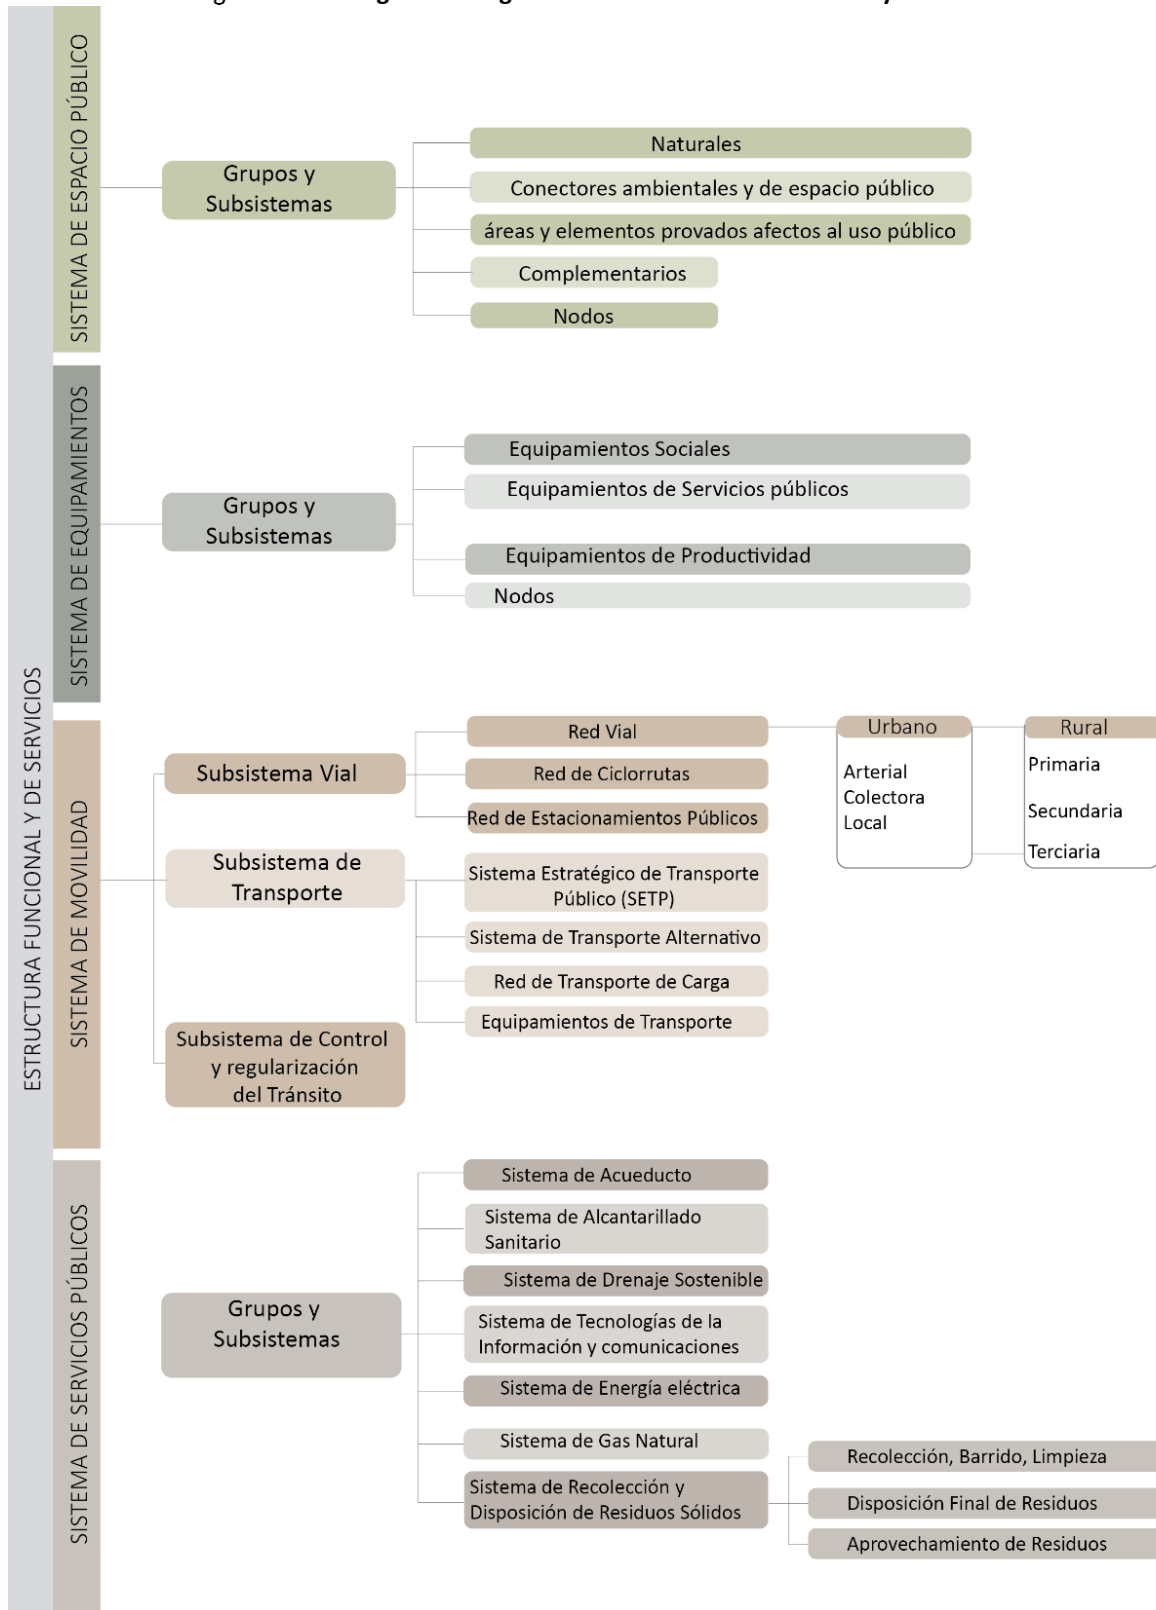 ESTRUCTURA FUNCIONAL Y DE SERVICIOS
SISTEMA DE ESPACIO PÚBLICO
Grupos y
Subsistemas
Naturales
Conectores ambientales y de espacio público
áreas y elementos provados afectos al uso público
Complementarios
Nodos
SISTEMA DE EQUIPAMIENTOS
Grupos y
Subsistemas
Equipamientos Sociales
Equipamientos de Servicios públicos
Equipamientos de Productividad
Nodos
SISTEMA DE MOVILIDAD
Subsistema Vial
Red Vial
Urbano
Arterial
Colectora
Local
Rural
Primaria
Secundaria
Terciaria
Red de Ciclorrutas
Red de Estacionamientos Públicos
Subsistema de
Transporte
Sistema Estratégico de Transporte
Público (SETP)
Sistema de Transporte Alternativo
Red de Transporte de Carga
Equipamientos de Transporte
Subsistema de Control
y regularización
del Tránsito
SISTEMA DE SERVICIOS PÚBLICOS
Grupos y
Subsistemas
Sistema de Acueducto
Sistema de Alcantarillado
Sanitario
Sistema de Drenaje Sostenible
Sistema de Tecnologías de la
Información y comunicaciones
Sistema de Energía eléctrica
Sistema de Gas Natural
Sistema de Recolección y
Disposición de Residuos Sólidos
Recolección, Barrido, Limpieza
Disposición Final de Residuos
Aprovechamiento de Residuos